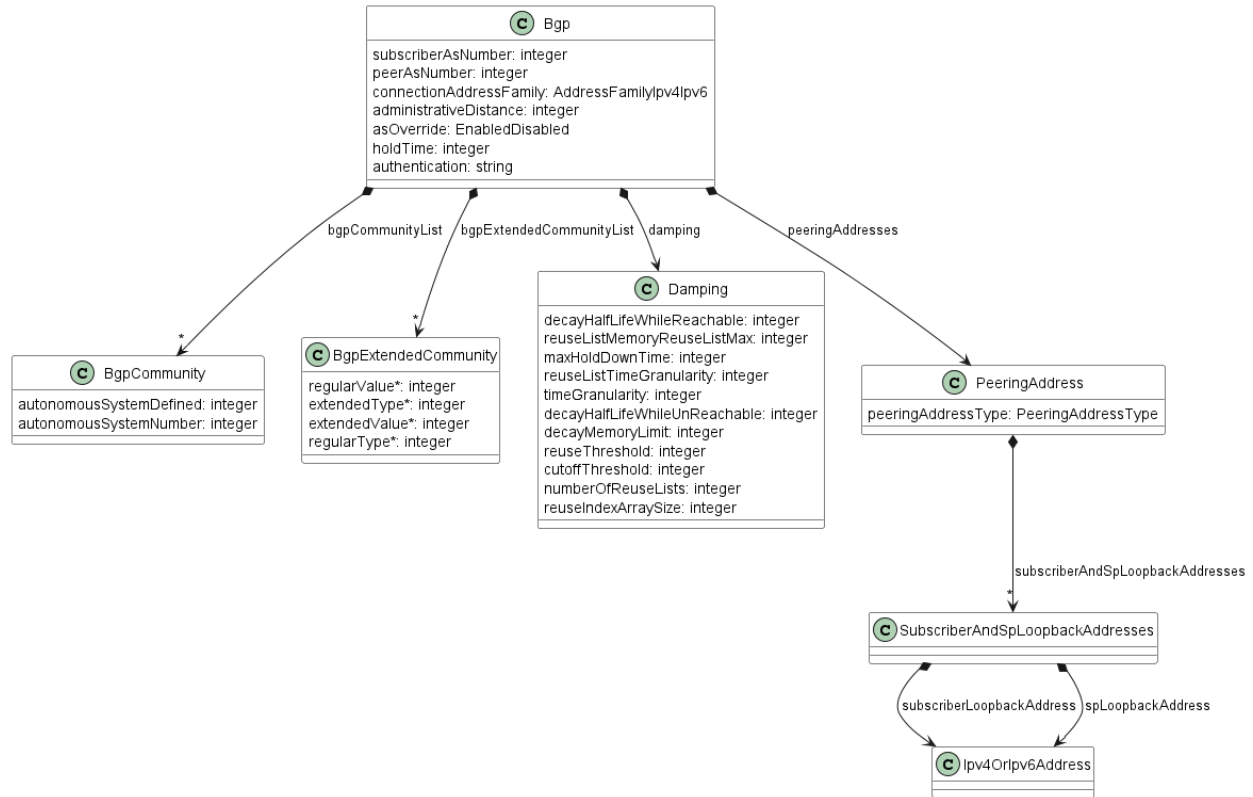 C Bgp
subscriberAsNumber: integer
peerAsNumber: integer
connectionAddressFamily: AddressFamilyIpv4Ipv6
administrativeDistance: integer
asOverride: EnabledDisabled
holdTime: integer
authentication: string
bgpCommunityList
bgpExtendedCommunityList
damping
peeringAddresses
*
*
C BgpCommunity
autonomousSystemDefined: integer
autonomousSystemNumber: integer
C BgpExtendedCommunity
regularValue*: integer
extendedType*: integer
extendedValue*: integer
regularType*: integer
C Damping
decayHalfLifeWhileReachable: integer
reuseListMemoryReuseListMax: integer
maxHoldDownTime: integer
reuseListTimeGranularity: integer
timeGranularity: integer
decayHalfLifeWhileUnReachable: integer
decayMemoryLimit: integer
reuseThreshold: integer
cutoffThreshold: integer
numberOfReuseLists: integer
reuseIndexArraySize: integer
C PeeringAddress
peeringAddressType: PeeringAddressType
subscriberAndSpLoopbackAddresses
*
C SubscriberAndSpLoopbackAddresses
subscriberLoopbackAddress
spLoopbackAddress
C Ipv4OrIpv6Address